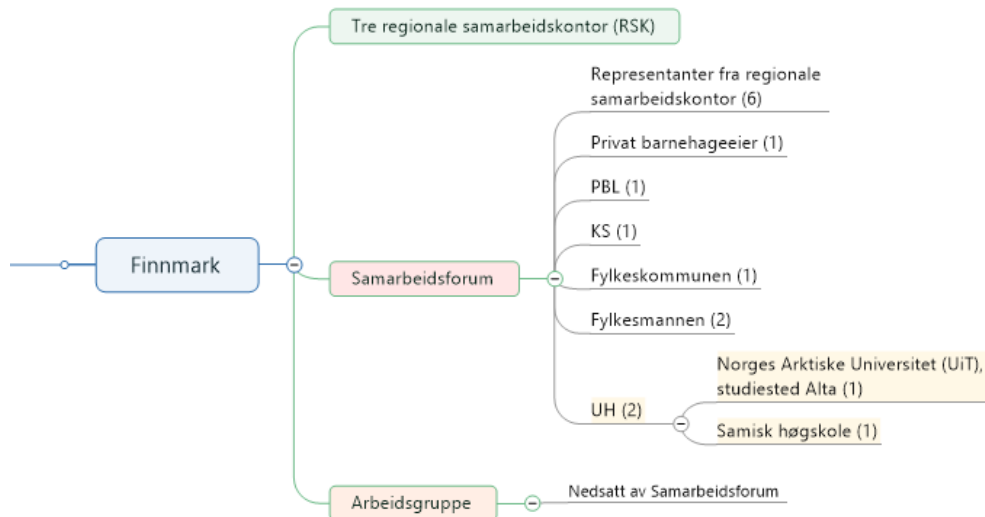 Tre regionale samarbeidskontor (RSK)
Representanter fra regionale
samarbeidskontor (6)
Privat barnehageeier (1)
PBL (1)
KS (1)
Finnmark
Samarbeidsforum
Fylkeskommunen (1)
Fylkesmannen (2)
Norges Arktiske Universitet (UiT),
studiested Alta (1)
UH (2)
Samisk høgskole (1)
Arbeidsgruppe
Nedsatt av Samarbeidsforum